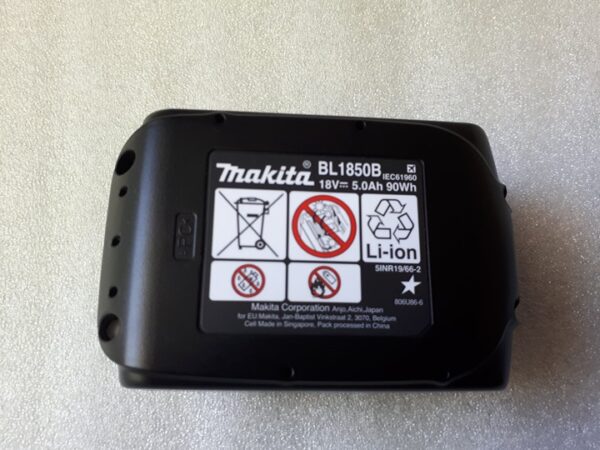 makita® BL1850B
IEC61960
18V⎓ 5.0Ah 90Wh
Li-ion
5INR19/66-2
806U86-6
Makita Corporation Anjo,Aichi,Japan
for EU:Makita, Jan-Baptist Vinkstraat 2, 3070, Belgium
Cell Made in Singapore, Pack processed in China